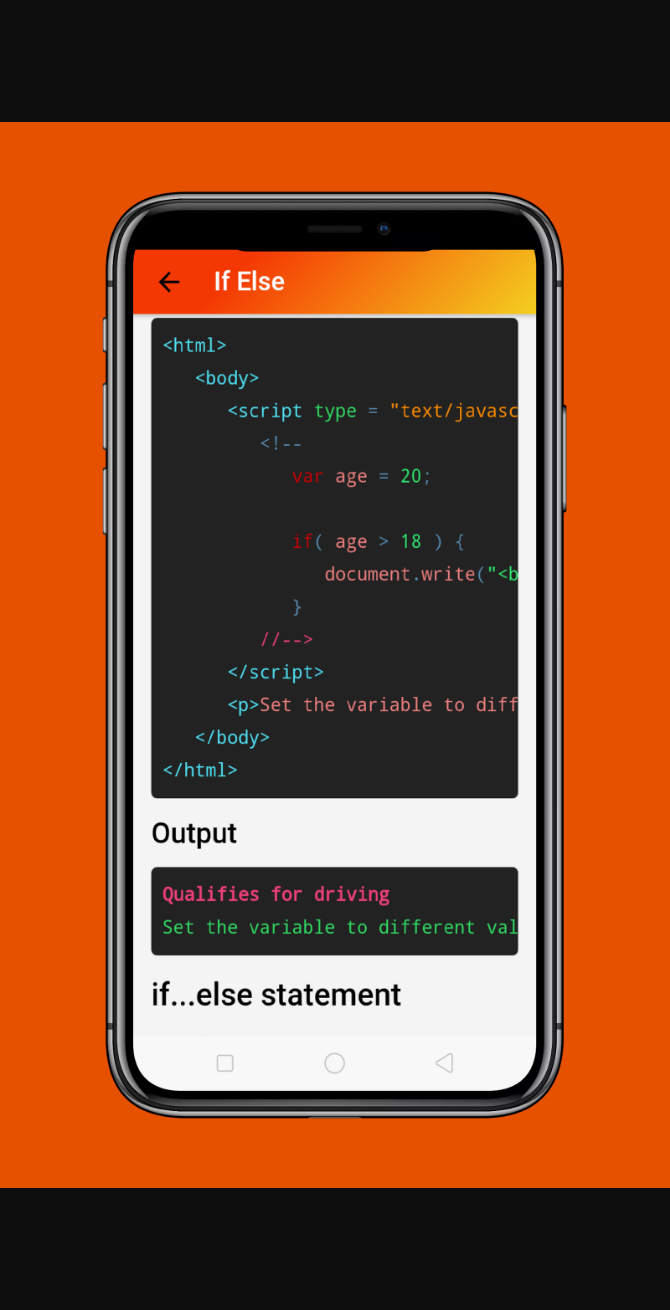 If Else
<html>
<body>
<script type = "text/javasc
<!--
var age = 20;
if( age > 18 ) {
document.write("<b
}
//-->
</script>
<p>Set the variable to diff
</body>
</html>
Output
Qualifies for driving
Set the variable to different val
if...else statement